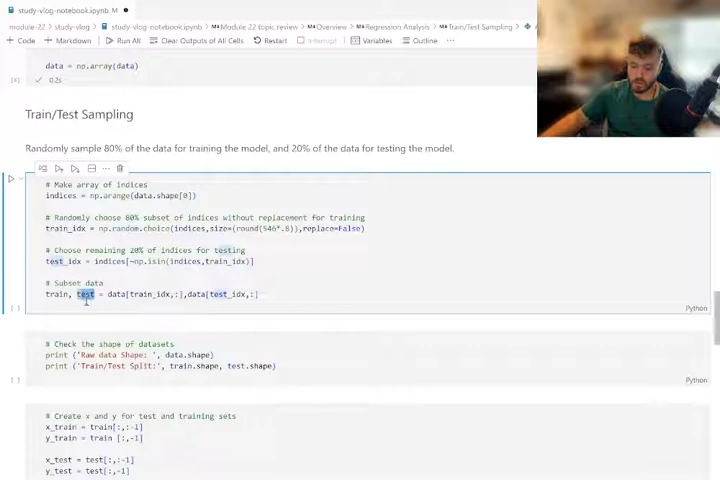 study-vlog-notebook.ipynb M
module-22 > study-vlog > study-vlog-notebook.ipynb > M↓ Module 22 topic review > M↓ Overview > M↓ Regression Analysis > M↓ Train/Test Sampling >
+ Code + Markdown Run All Clear Outputs of All Cells Restart Interrupt Variables Outline ...
data = np.array(data)
0.2s
Train/Test Sampling
Randomly sample 80% of the data for training the model, and 20% of the data for testing the model.
# Make array of indices
indices = np.arange(data.shape[0])
# Randomly choose 80% subset of indices without replacement for training
train_idx = np.random.choice(indices,size=(round(546*.8)),replace=False)
# Choose remaining 20% of indices for testing
test_idx = indices[~np.isin(indices,train_idx)]
# Subset data
train, test = data[train_idx,:],data[test_idx,:]
[ ]
Python
# Check the shape of datasets
print ('Raw data Shape: ', data.shape)
print ('Train/Test Split:', train.shape, test.shape)
[ ]
Python
# Create x and y for test and training sets
x_train = train[:,:-1]
y_train = train [:,-1]
x_test = test[:,:-1]
y_test = test[:,-1]